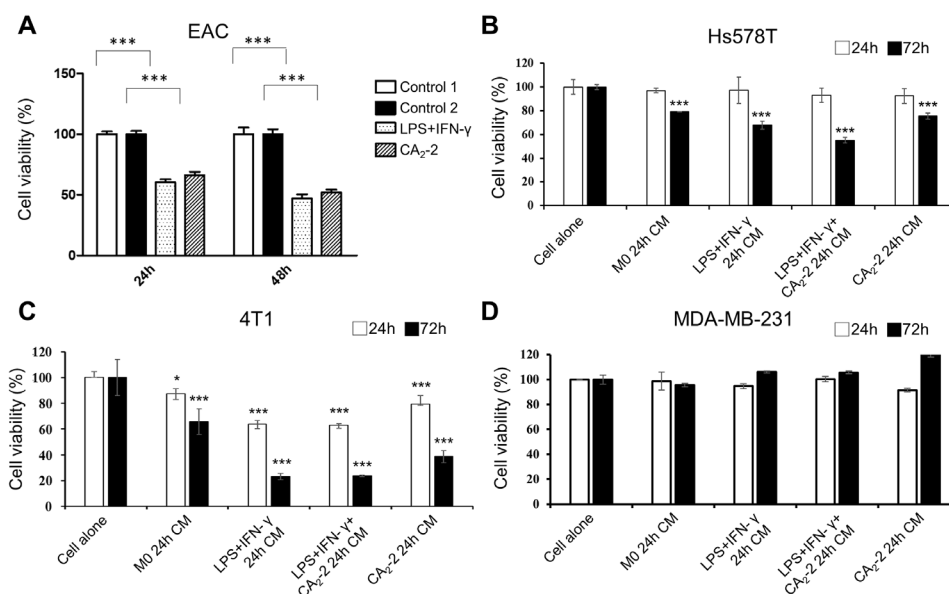 A
EAC
*** ***
*** ***
Cell viability (%)
150
100
50
0
24h
48h
Control 1
Control 2
LPS+IFN-γ
CA₂-2
B
Hs578T
24h 72h
Cell viability (%)
120
100
80
60
40
20
0
***
***
***
***
Cell alone
M0 24h CM
LPS+IFN- γ
24h CM
LPS+IFN-γ+
CA₂-2 24h CM
CA₂-2 24h CM
C
4T1
24h 72h
Cell viability (%)
120
100
80
60
40
20
0
*
***
***
***
***
***
***
***
Cell alone
M0 24h CM
LPS+IFN- γ
24h CM
LPS+IFN-γ+
CA₂-2 24h CM
CA₂-2 24h CM
D
MDA-MB-231
24h 72h
Cell viability (%)
120
100
80
60
40
20
0
Cell alone
M0 24h CM
LPS+IFN- γ
24h CM
LPS+IFN-γ+
CA₂-2 24h CM
CA₂-2 24h CM